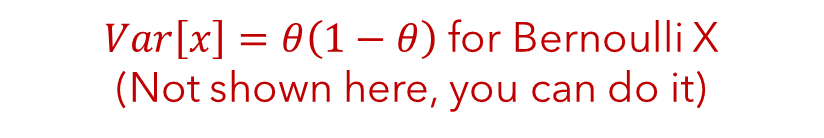 Var[x] = θ(1 − θ) for Bernoulli X
(Not shown here, you can do it)